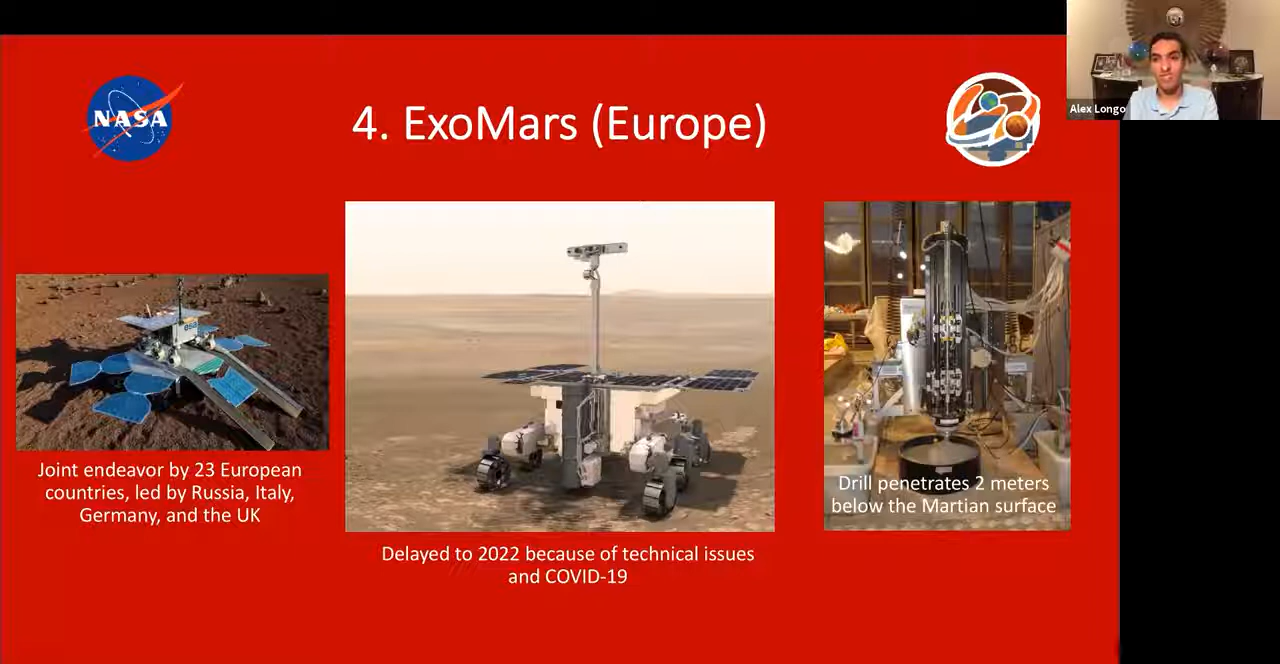 NASA
4. ExoMars (Europe)
Alex Longo
esa
Joint endeavor by 23 European
countries, led by Russia, Italy,
Germany, and the UK
Delayed to 2022 because of technical issues
and COVID-19
Drill penetrates 2 meters
below the Martian surface